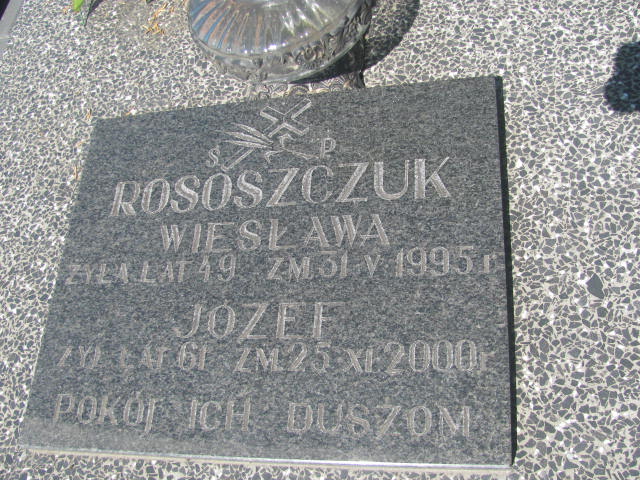 Ś P
ROSOSZCZUK
WIESŁAWA
ŻYŁA LAT 49 ZM. 31 V 1995 r.
JÓZEF
ŻYŁ LAT 61 ZM. 25 XI 2000 r.
POKÓJ ICH DUSZOM